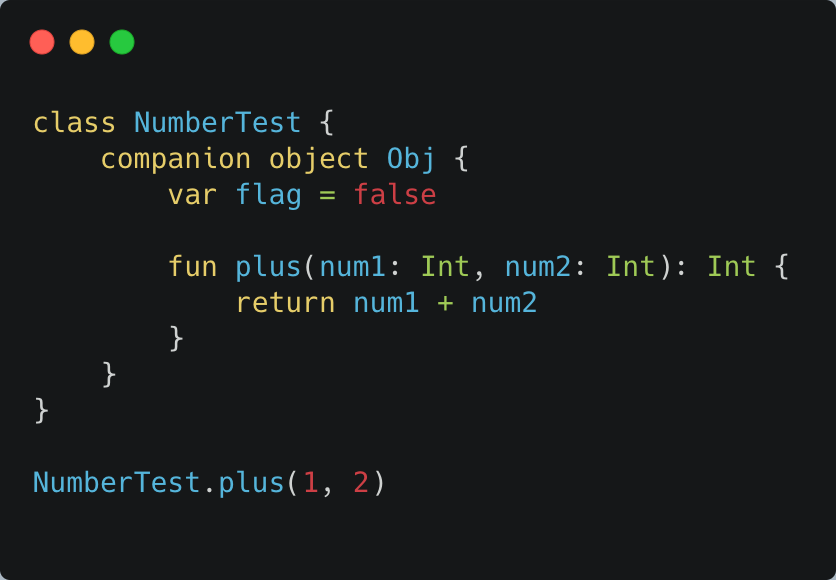 class NumberTest {
    companion object Obj {
        var flag = false

        fun plus(num1: Int, num2: Int): Int {
            return num1 + num2
        }
    }
}

NumberTest.plus(1, 2)